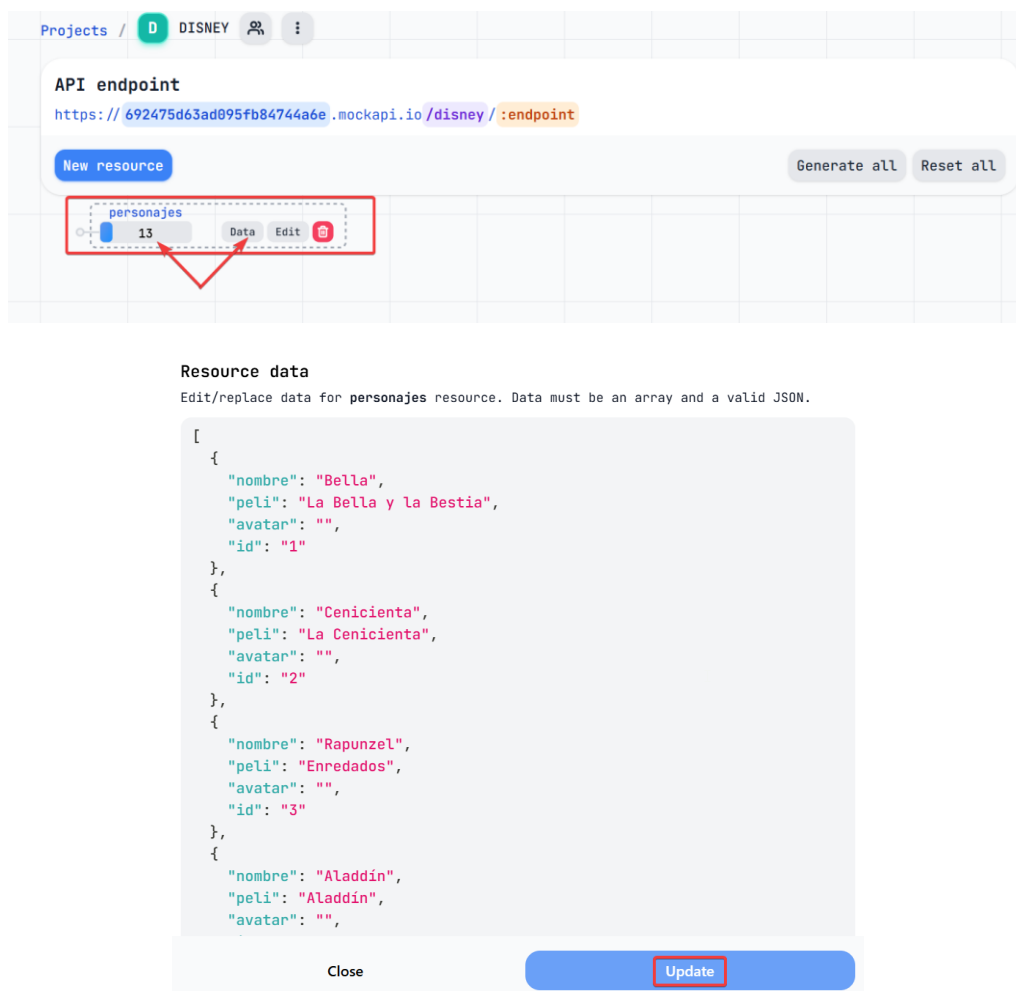 Projects / D DISNEY
API endpoint
https://692475d63ad095fb84744a6e.mockapi.io/disney/:endpoint
New resource Generate all Reset all
personajes
13 Data Edit
Resource data
Edit/replace data for personajes resource. Data must be an array and a valid JSON.
[
{
"nombre": "Bella",
"peli": "La Bella y la Bestia",
"avatar": "",
"id": "1"
},
{
"nombre": "Cenicienta",
"peli": "La Cenicienta",
"avatar": "",
"id": "2"
},
{
"nombre": "Rapunzel",
"peli": "Enredados",
"avatar": "",
"id": "3"
},
{
"nombre": "Aladdín",
"peli": "Aladdín",
"avatar": "",
Close Update